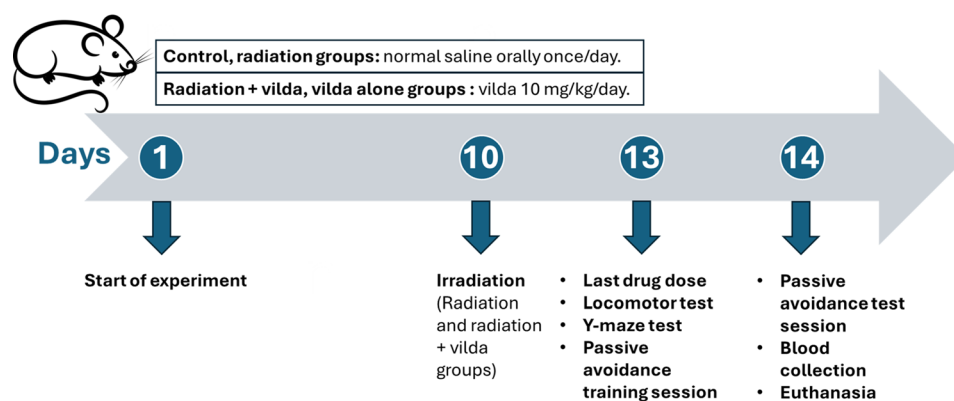 Control, radiation groups: normal saline orally once/day.
Radiation + vilda, vilda alone groups : vilda 10 mg/kg/day.
Days
1
10
13
14
Start of experiment
Irradiation
(Radiation
and radiation
+ vilda
groups)
• Last drug dose
• Locomotor test
• Y-maze test
• Passive
avoidance
training session
• Passive
avoidance test
session
• Blood
collection
• Euthanasia